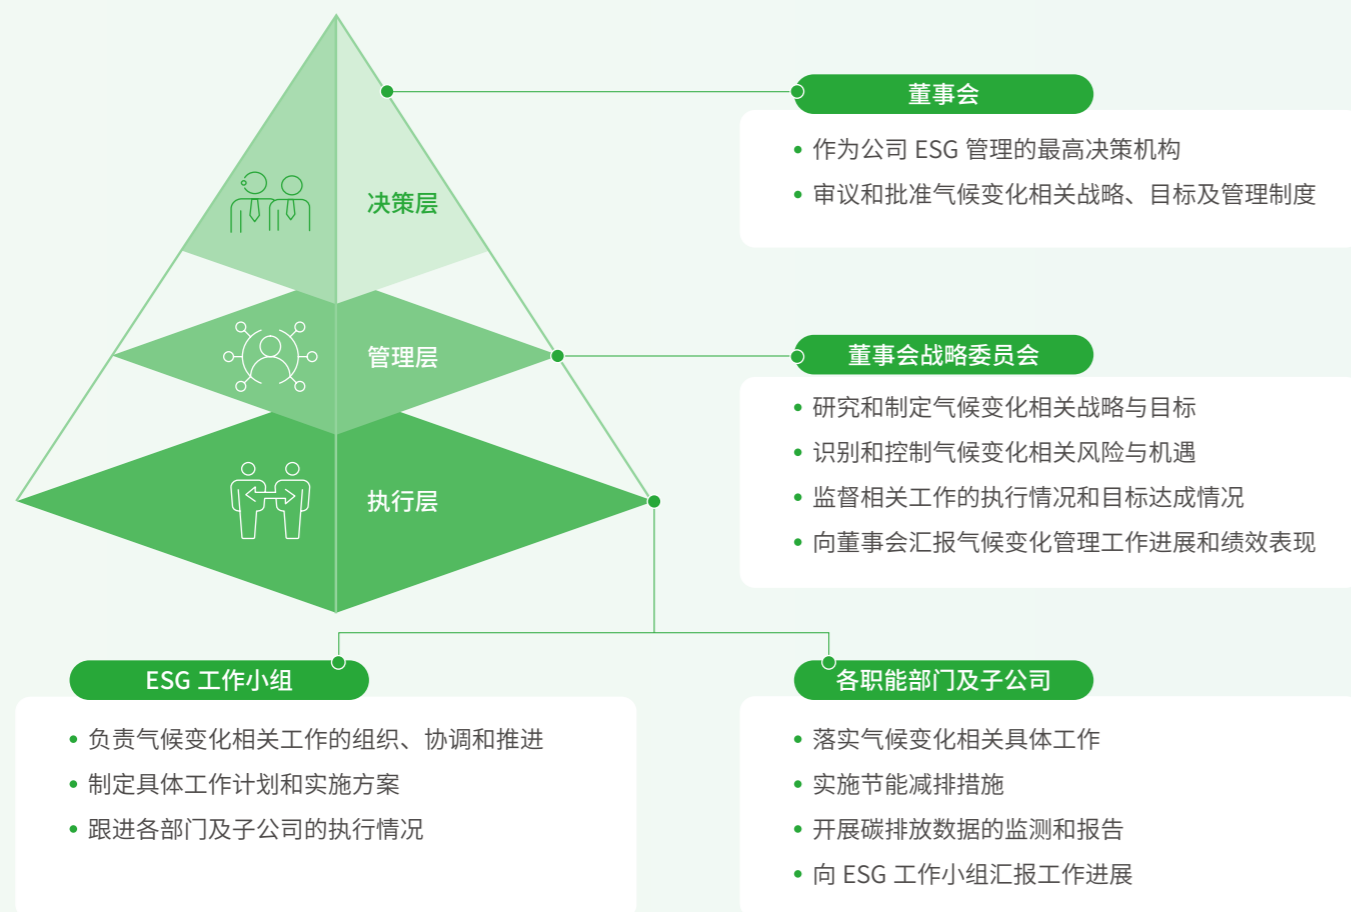 董事会
作为公司 ESG 管理的最高决策机构
审议和批准气候变化相关战略、目标及管理制度
决策层
管理层
董事会战略委员会
研究和制定气候变化相关战略与目标
识别和控制气候变化相关风险与机遇
监督相关工作的执行情况和目标达成情况
向董事会汇报气候变化管理工作进展和绩效表现
执行层
ESG 工作小组
负责气候变化相关工作的组织、协调和推进
制定具体工作计划和实施方案
跟进各部门及子公司的执行情况
各职能部门及子公司
落实气候变化相关具体工作
实施节能减排措施
开展碳排放数据的监测和报告
向 ESG 工作小组汇报工作进展